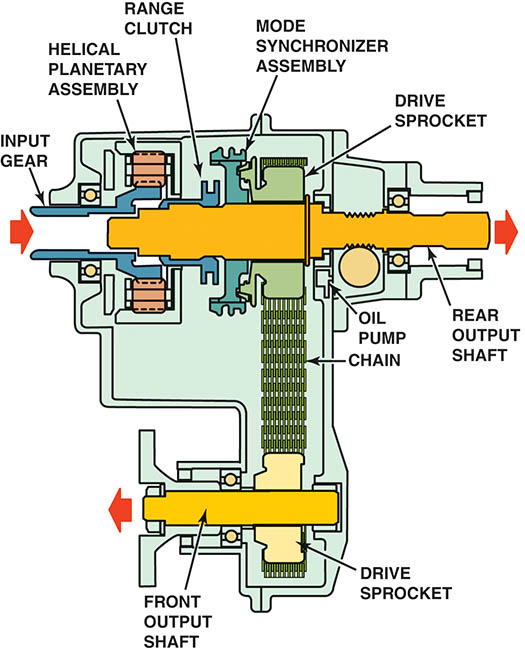 RANGE
CLUTCH
HELICAL
PLANETARY
ASSEMBLY
MODE
SYNCHRONIZER
ASSEMBLY
DRIVE
SPROCKET
INPUT
GEAR
OIL
PUMP
CHAIN
REAR
OUTPUT
SHAFT
FRONT
OUTPUT
SHAFT
DRIVE
SPROCKET